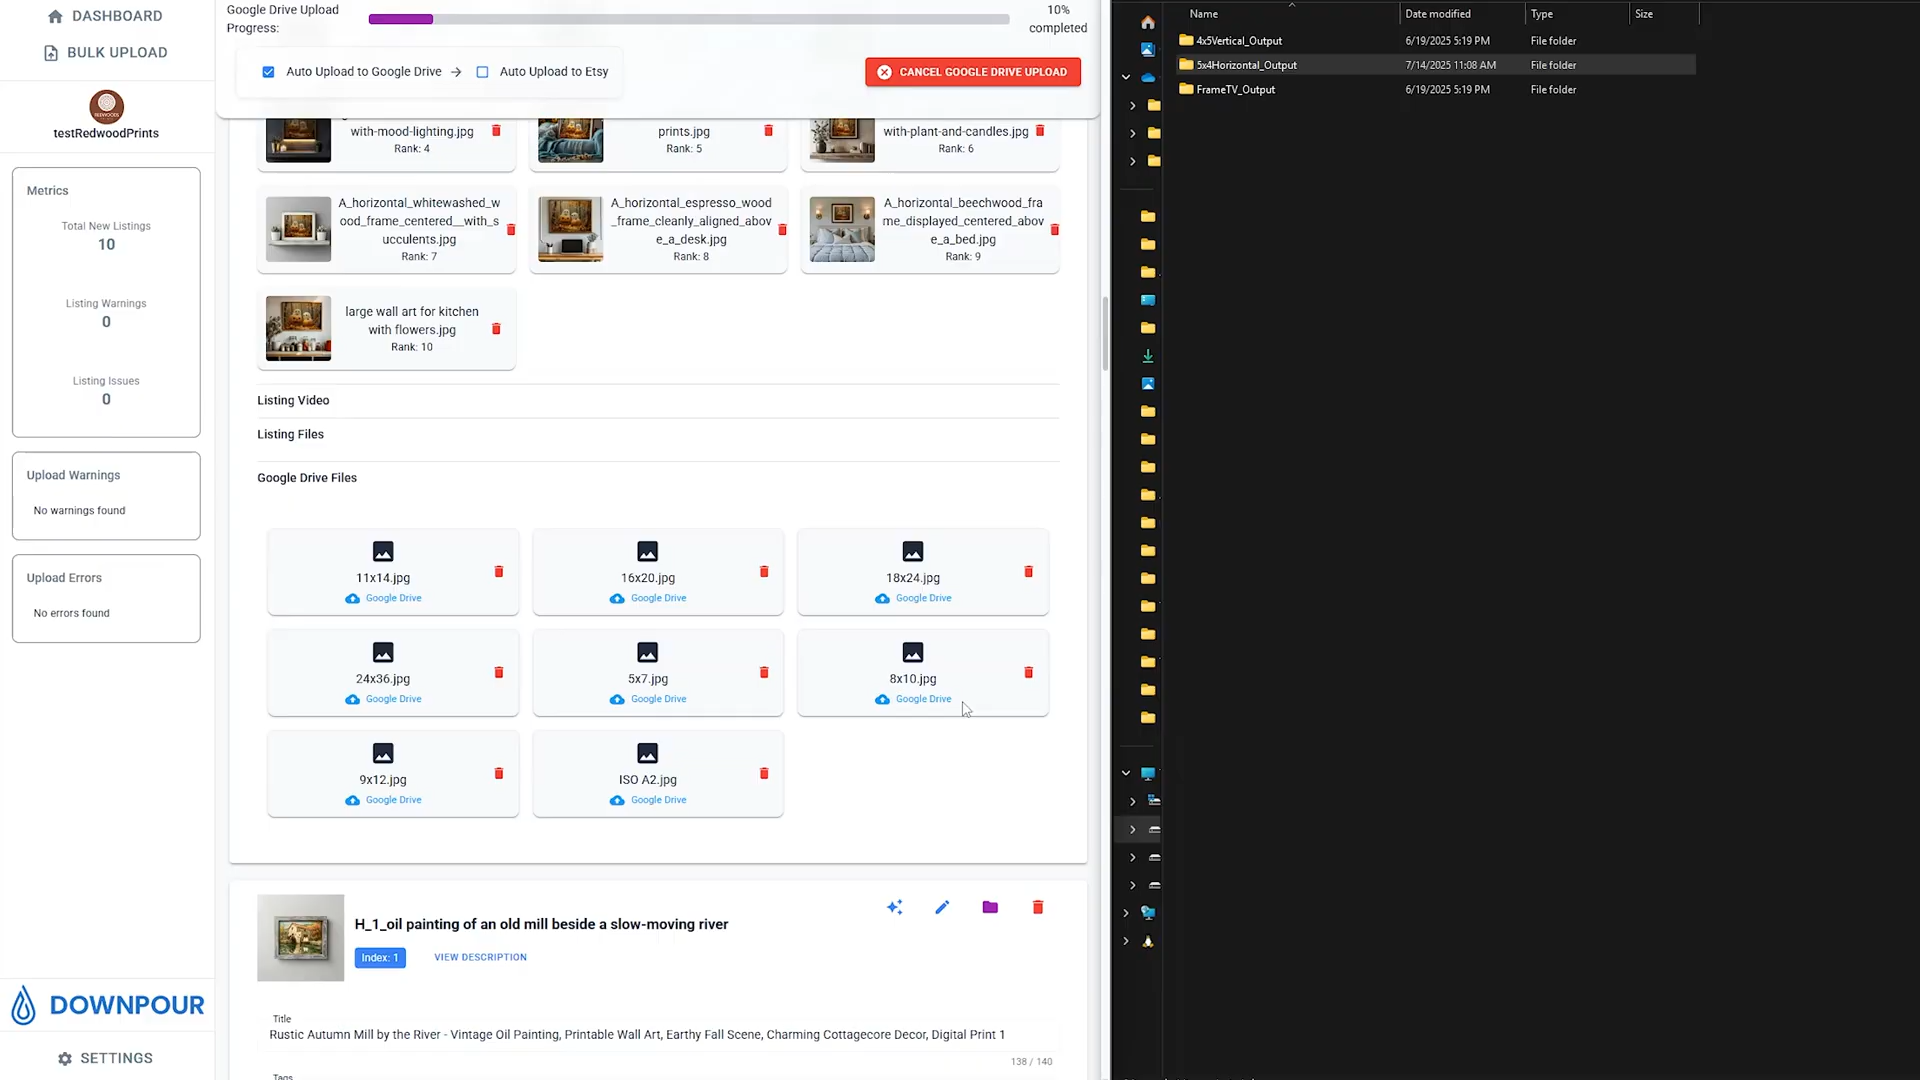 DASHBOARD
BULK UPLOAD
REDWOODS
testRedwoodPrints
Metrics
Total New Listings
10
Listing Warnings
0
Listing Issues
0
Upload Warnings
No warnings found
Upload Errors
No errors found
DOWNPOUR
SETTINGS
Google Drive Upload
Progress:
10%
completed
Auto Upload to Google Drive → Auto Upload to Etsy
CANCEL GOOGLE DRIVE UPLOAD
with-mood-lighting.jpg
Rank: 4
prints.jpg
Rank: 5
with-plant-and-candles.jpg
Rank: 6
A_horizontal_whitewashed_w
ood_frame_centered__with_s
ucculents.jpg
Rank: 7
A_horizontal_espresso_wood
_frame_cleanly_aligned_abov
e_a_desk.jpg
Rank: 8
A_horizontal_beechwood_fra
me_displayed_centered_abov
e_a_bed.jpg
Rank: 9
large wall art for kitchen
with flowers.jpg
Rank: 10
Listing Video
Listing Files
Google Drive Files
11x14.jpg
Google Drive
16x20.jpg
Google Drive
18x24.jpg
Google Drive
24x36.jpg
Google Drive
5x7.jpg
Google Drive
8x10.jpg
Google Drive
9x12.jpg
Google Drive
ISO A2.jpg
Google Drive
H_1_oil painting of an old mill beside a slow-moving river
Index: 1
VIEW DESCRIPTION
Title
Rustic Autumn Mill by the River - Vintage Oil Painting, Printable Wall Art, Earthy Fall Scene, Charming Cottagecore Decor, Digital Print 1
138 / 140
Tags
Name Date modified Type Size
4x5Vertical_Output 6/19/2025 5:19 PM File folder
5x4Horizontal_Output 7/14/2025 11:08 AM File folder
FrameTV_Output 6/19/2025 5:19 PM File folder